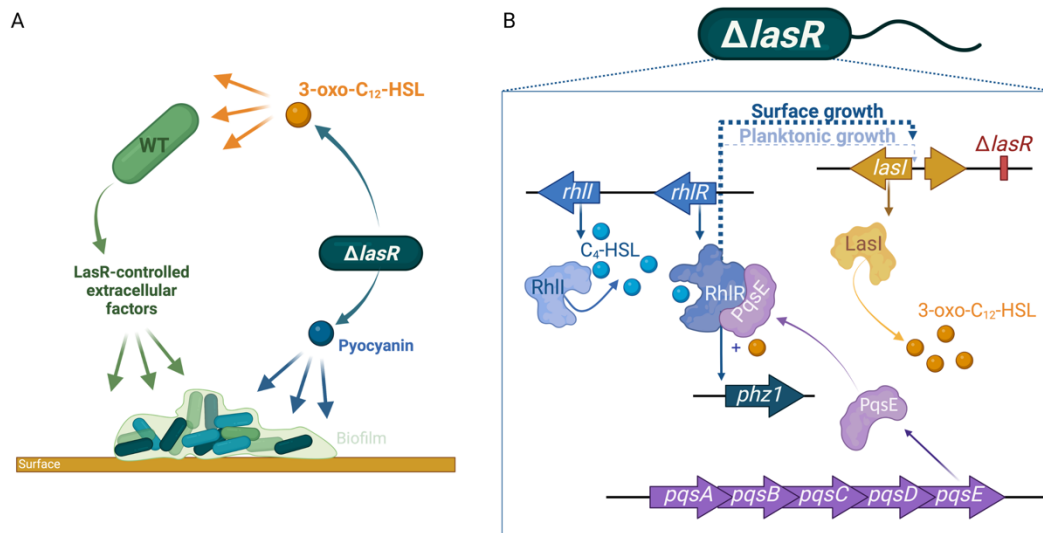 A
3-oxo-C₁₂-HSL
WT
ΔlasR
LasR-controlled
extracellular
factors
Pyocyanin
Biofilm
Surface
B
ΔlasR
Surface growth
Planktonic growth
ΔlasR
lasI
rhlI
rhlR
C₄-HSL
LasI
RhlI
RhlR
PqsE
3-oxo-C₁₂-HSL
+
phz1
PqsE
pqsA
pqsB
pqsC
pqsD
pqsE